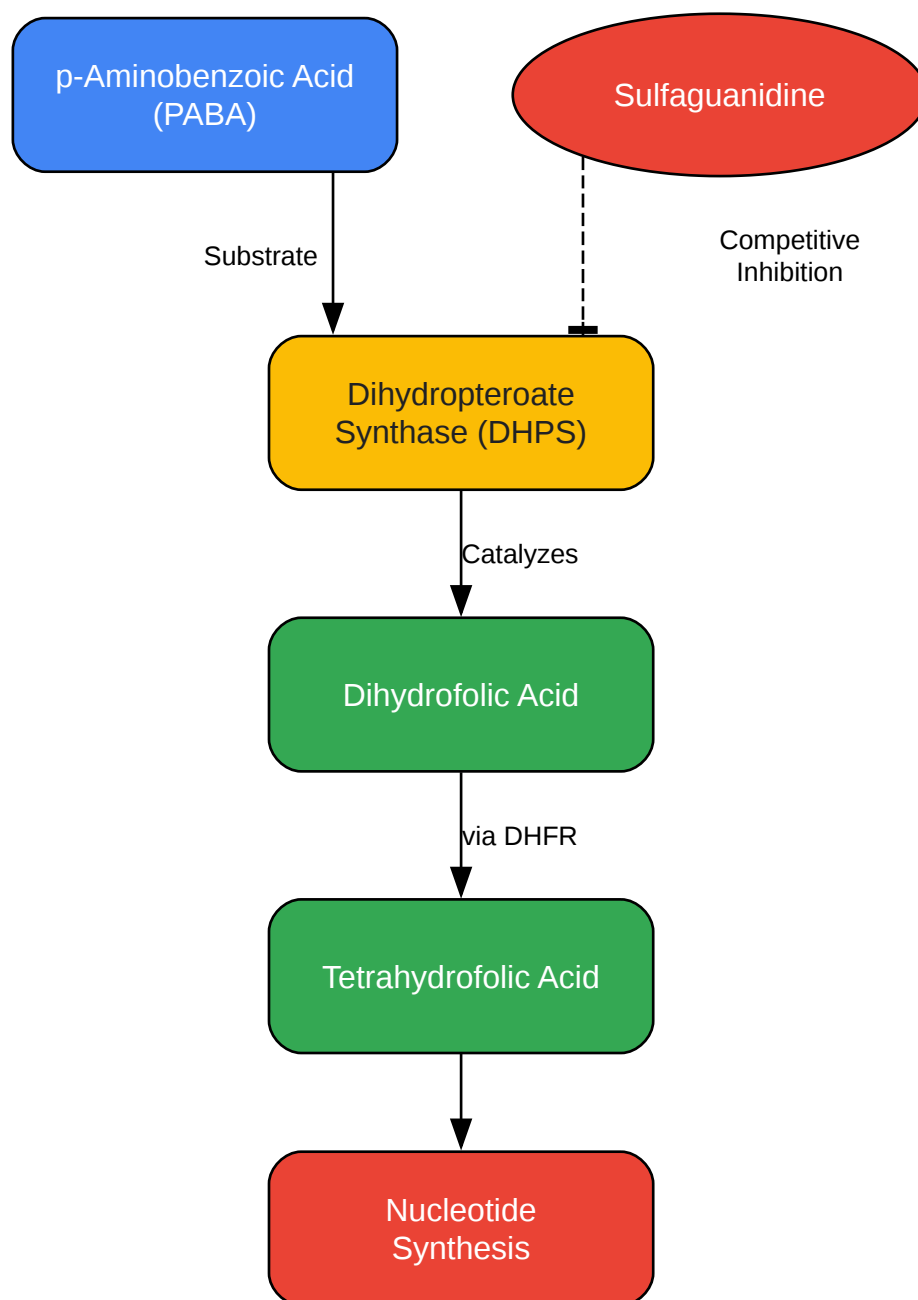 p-Aminobenzoic Acid
(PABA)
Sulfaguanidine
Substrate
Competitive
Inhibition
Dihydropteroate
Synthase (DHPS)
Catalyzes
Dihydrofolic Acid
via DHFR
Tetrahydrofolic Acid
Nucleotide
Synthesis